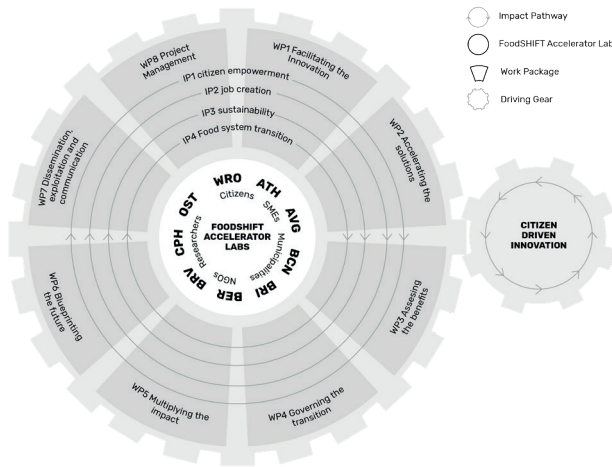 Impact Pathway
FoodSHIFT Accelerator Lab
Work Package
Driving Gear
WP8 Project
Management
WP1 Facilitating the
Innovation
WP2 Accelerating the
solutions
WP3 Assesing
the benefits
WP4 Governing the
transition
WP5 Multiplying the
impact
WP6 Blueprinting
the future
WP7 Dissemination,
exploitation and
communication
IP1 citizen empowerment
IP2 job creation
IP3 sustainability
IP4 Food system transition
WRO
ATH
AVG
BCN
BRI
BER
BRV
CPH
OST
Citizens
SMEs
Municipalities
NGOs
Researchers
FOODSHIFT
ACCELERATOR
LABS
CITIZEN
DRIVEN
INNOVATION